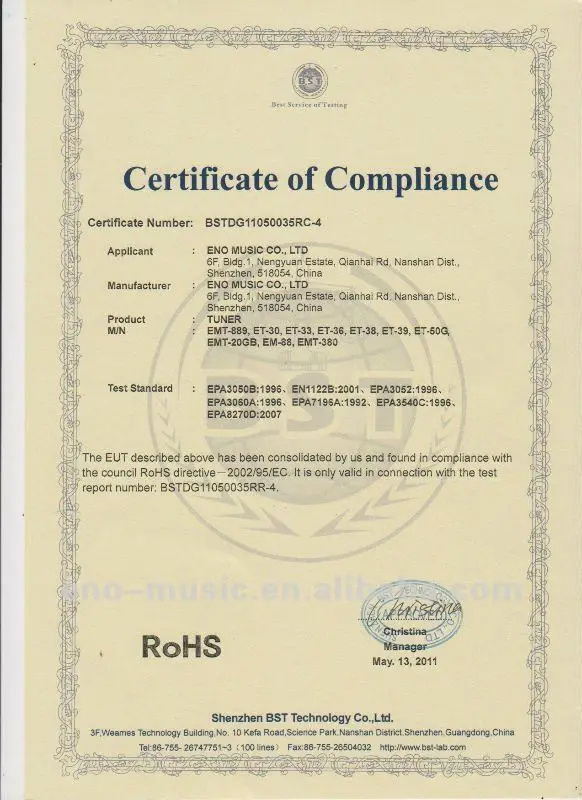 BST
Best Service of Testing
Certificate of Compliance
Certificate Number: BSTDG11050035RC-4
Applicant : ENO MUSIC CO., LTD
6F, Bldg.1, Nengyuan Estate, Qianhai Rd, Nanshan Dist.,
Shenzhen, 518054, China
Manufacturer : ENO MUSIC CO., LTD
6F, Bldg.1, Nengyuan Estate, Qianhai Rd, Nanshan Dist.,
Shenzhen, 518054, China
Product : TUNER
M/N : EMT-889, ET-30, ET-33, ET-36, ET-38, ET-39, ET-50G,
EMT-20GB, EM-88, EMT-380
BST
Test Standard : EPA3050B:1996、EN1122B:2001、EPA3052:1996、
EPA3060A:1996、EPA7196A:1992、EPA3540C:1996、
EPA8270D:2007
The EUT described above has been consolidated by us and found in compliance with
the council RoHS directive－2002/95/EC. It is only valid in connection with the test
report number: BSTDG11050035RR-4.
eno-music.en.alibaba.com
Christina
Christina
Manager
May. 13, 2011
RoHS
Shenzhen BST Technology Co.,Ltd.
3F,Weames Technology Building,No. 10 Kefa Road,Science Park,Nanshan District,Shenzhen,Guangdong,China
Tel:86-755- 26747751~3（100 lines） Fax:86-755-26504032 http://www.bst-lab.com